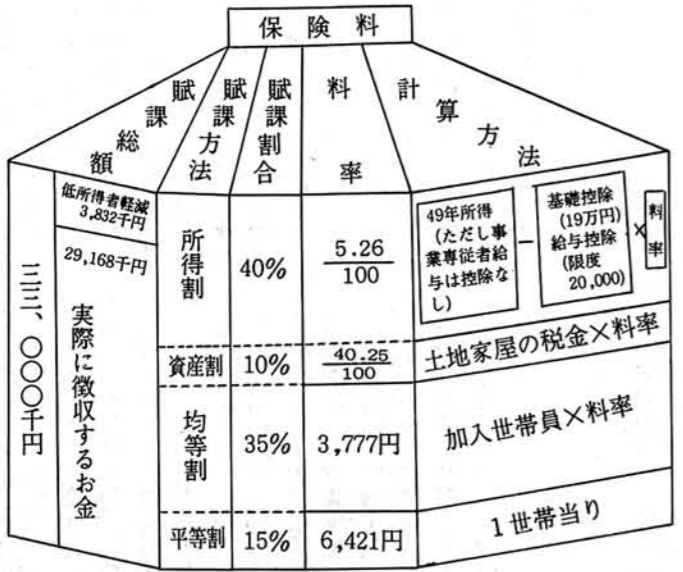 保険料
賦課総額
賦課方法
賦課割合
料率
計算方法
三三、〇〇〇千円
低所得者軽減
3,832千円
29,168千円
実際に徴収するお金
所得割
40%
5.26
100
49年所得
(ただし事
業専従者給
与は控除な
し)
−
基礎控除
(19万円)
給与控除
(限度
20,000)
×
料率
資産割
10%
40.25
100
土地家屋の税金×料率
均等割
35%
3,777円
加入世帯員×料率
平等割
15%
6,421円
1世帯当り